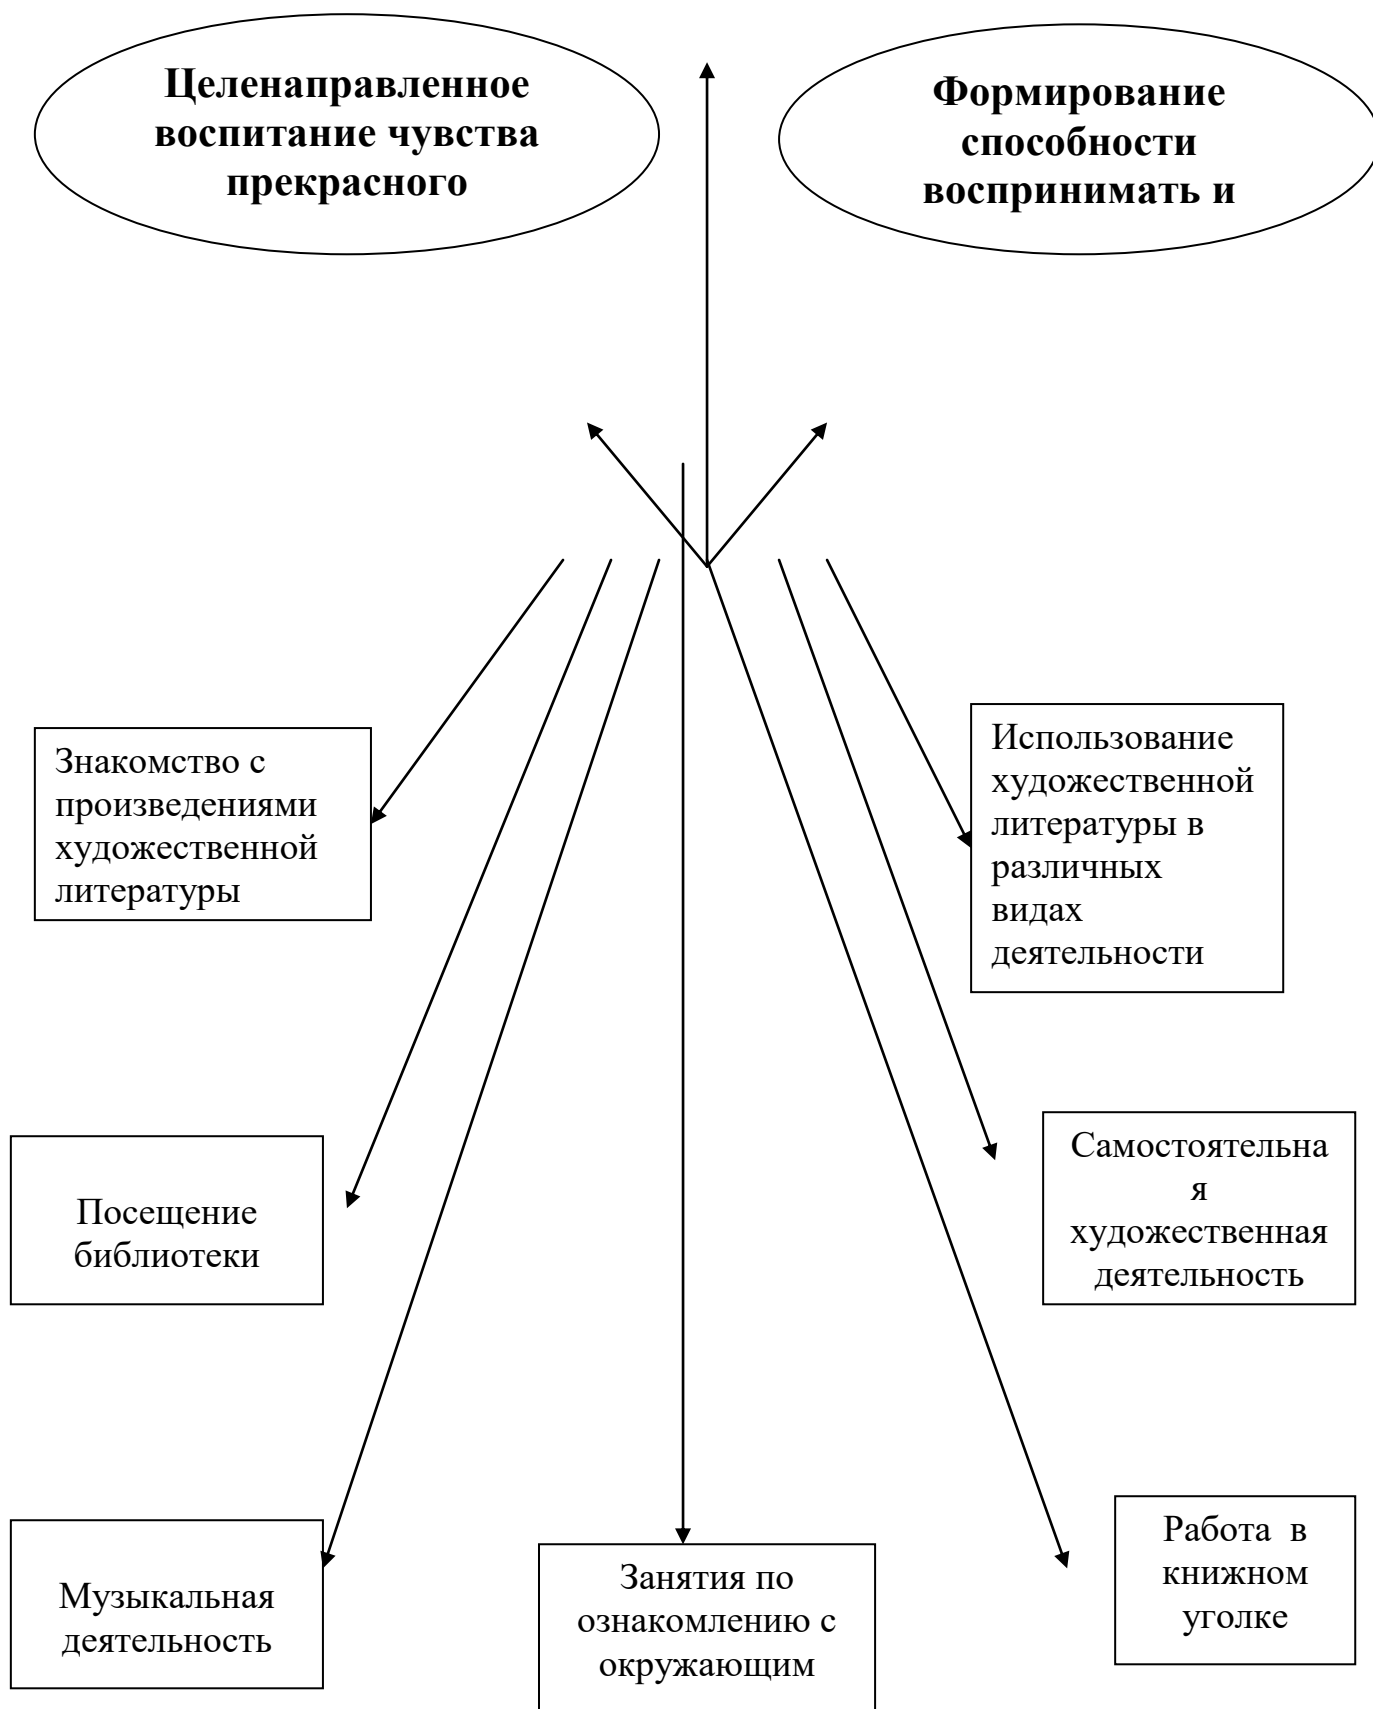 Целенаправленное
воспитание чувства
прекрасного
Формирование
способности
воспринимать и
Знакомство с
произведениями
художественной
литературы
Использование
художественной
литературы в
различных
видах
деятельности
Посещение
библиотеки
Самостоятельна
я
художественная
деятельность
Музыкальная
деятельность
Занятия по
ознакомлению с
окружающим
Работа  в
книжном
уголке